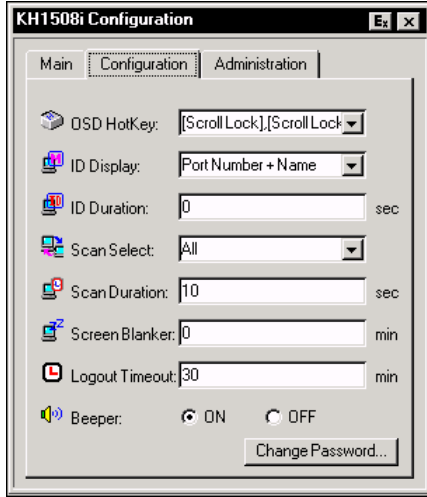 KH1508i Configuration Ex
Main Configuration Administration
OSD HotKey: [Scroll Lock],[Scroll Lock
ID Display: Port Number + Name
ID Duration: 0 sec
Scan Select: All
Scan Duration: 10 sec
Screen Blanker: 0 min
Logout Timeout: 30 min
Beeper: ON OFF
Change Password...